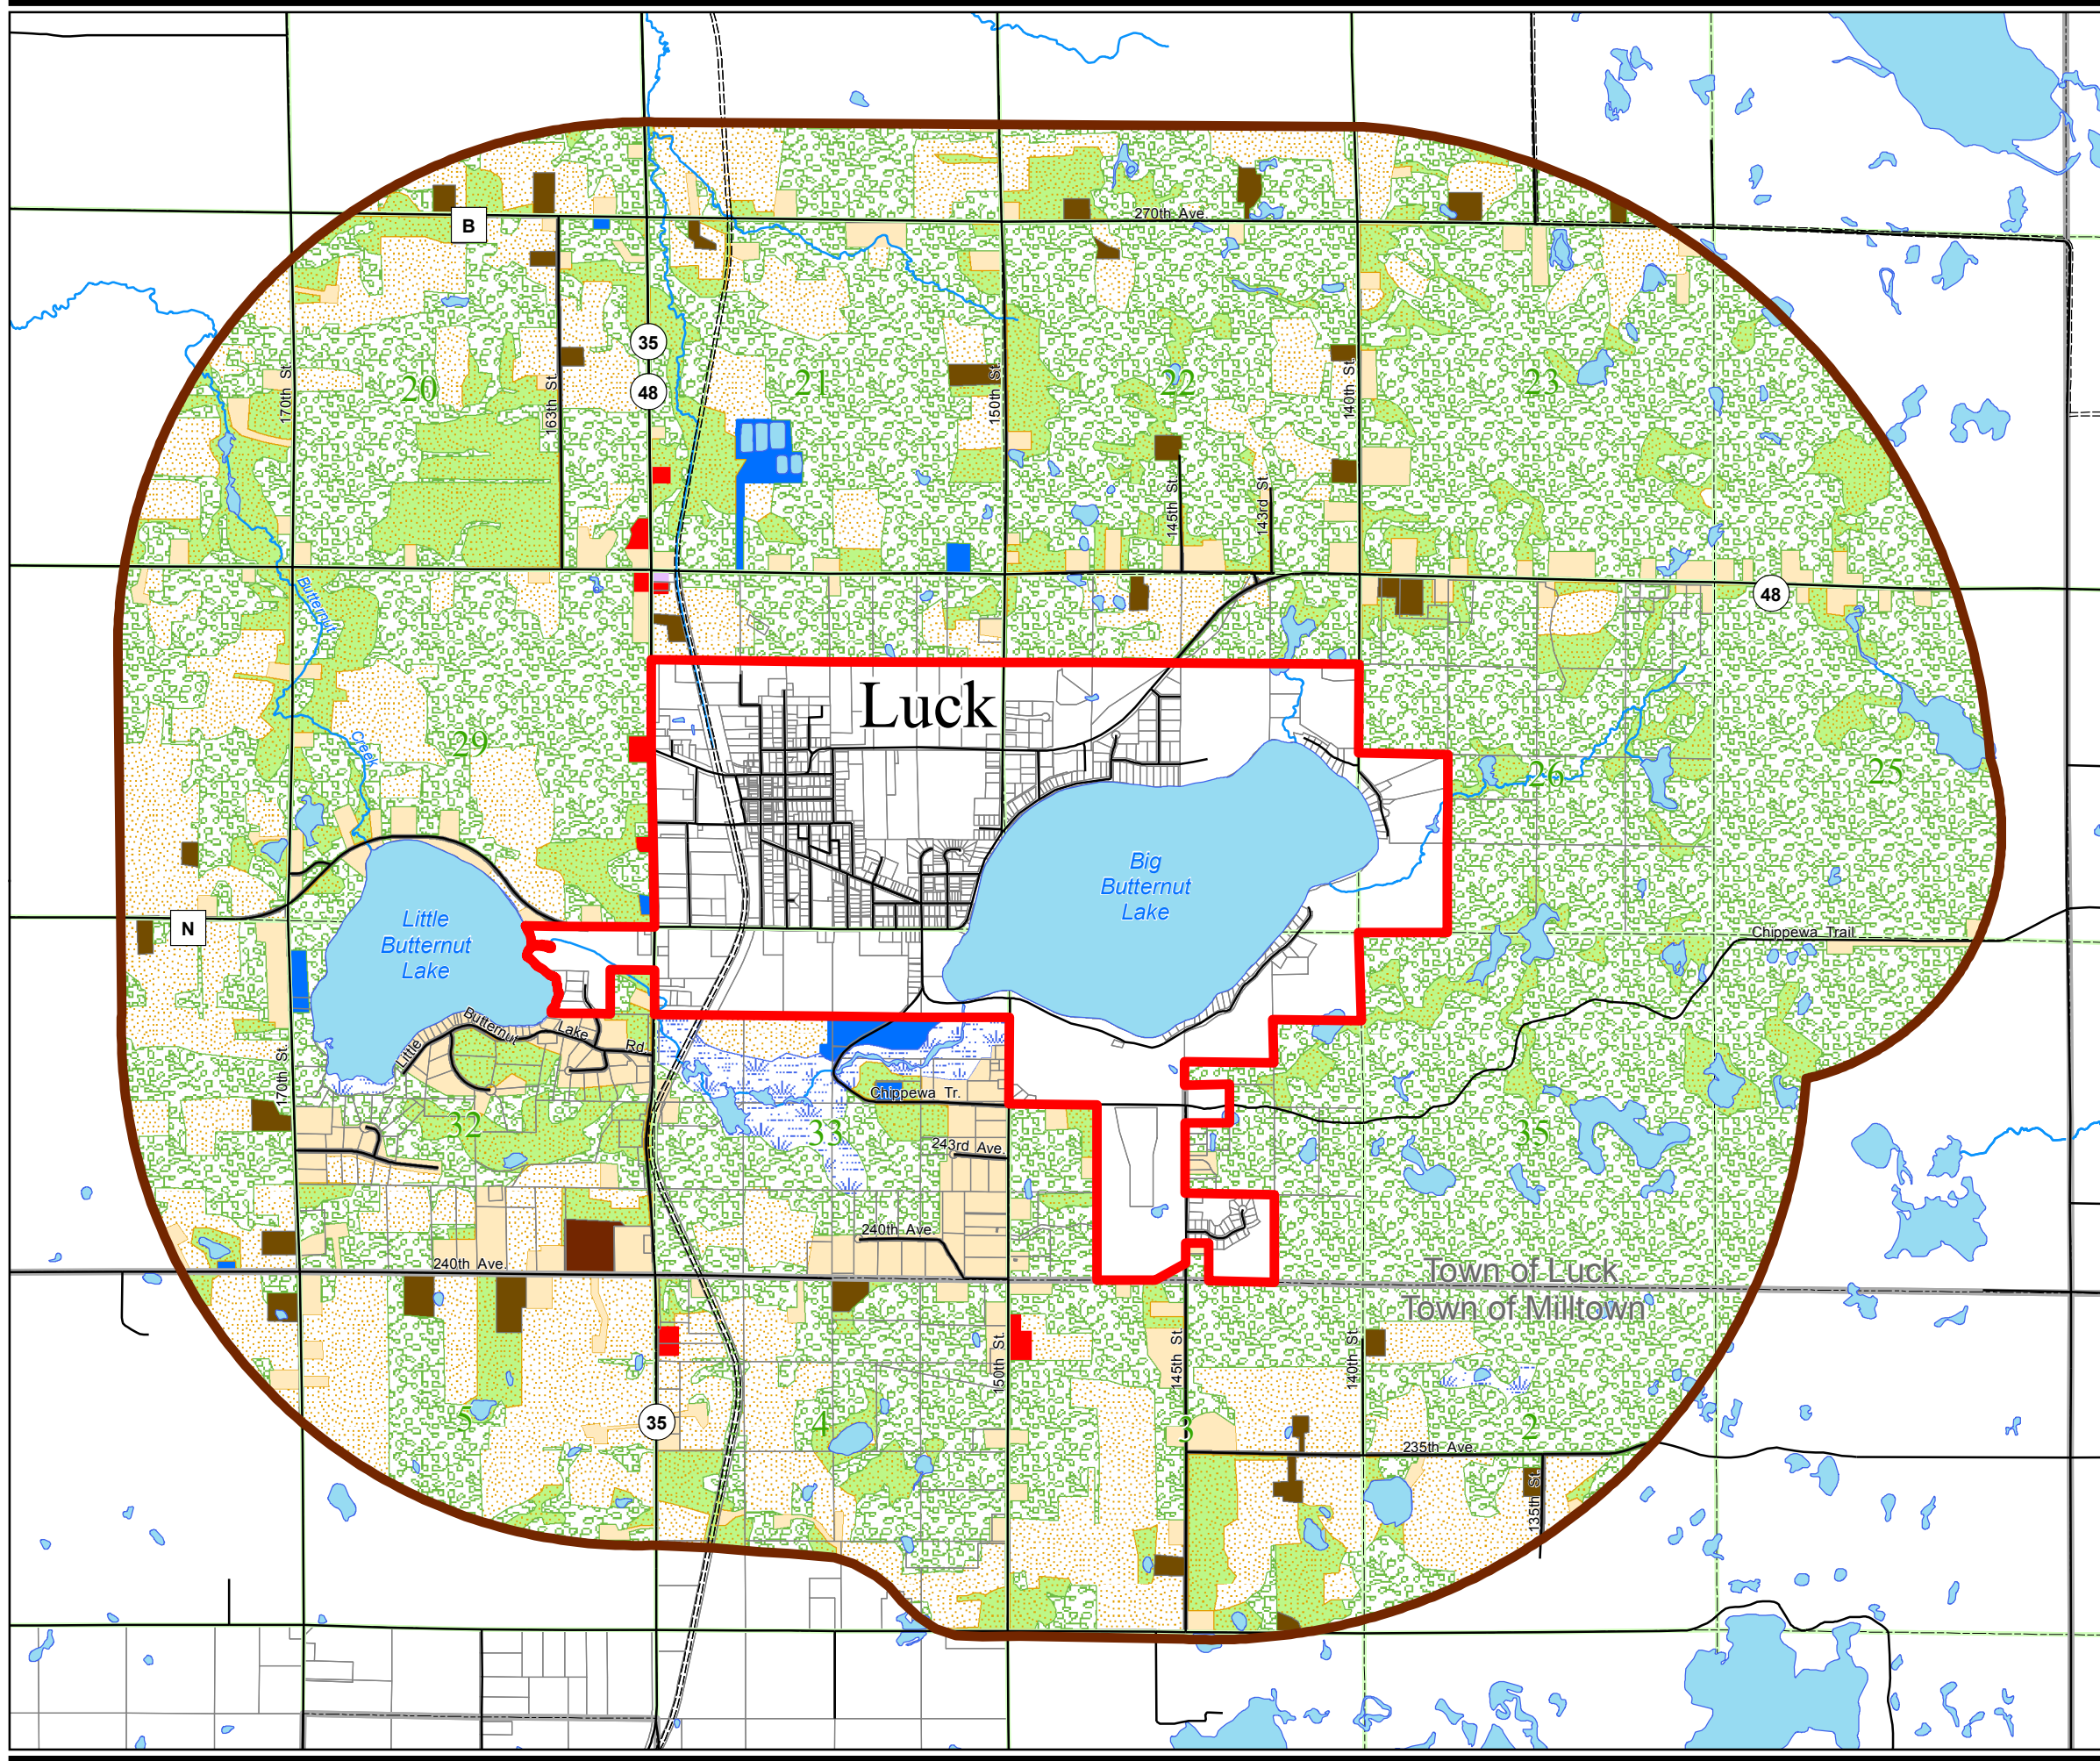 270th Ave.
B
35
48
20
21
22
23
170th St.
163th St.
150th St.
140th St.
145th St.
143rd St.
48
Butternut
Creek
Luck
29
26
25
Big
Butternut
Lake
Little
Butternut
Lake
N
Chippewa Trail
Little
Butternut
Lake
Rd.
170th St.
Chippewa Tr.
32
33
35
243rd Ave.
240th Ave.
240th Ave.
Town of Luck
Town of Milltown
150th St.
145th St.
140th St.
5
35
4
3
2
235th Ave.
135th St.